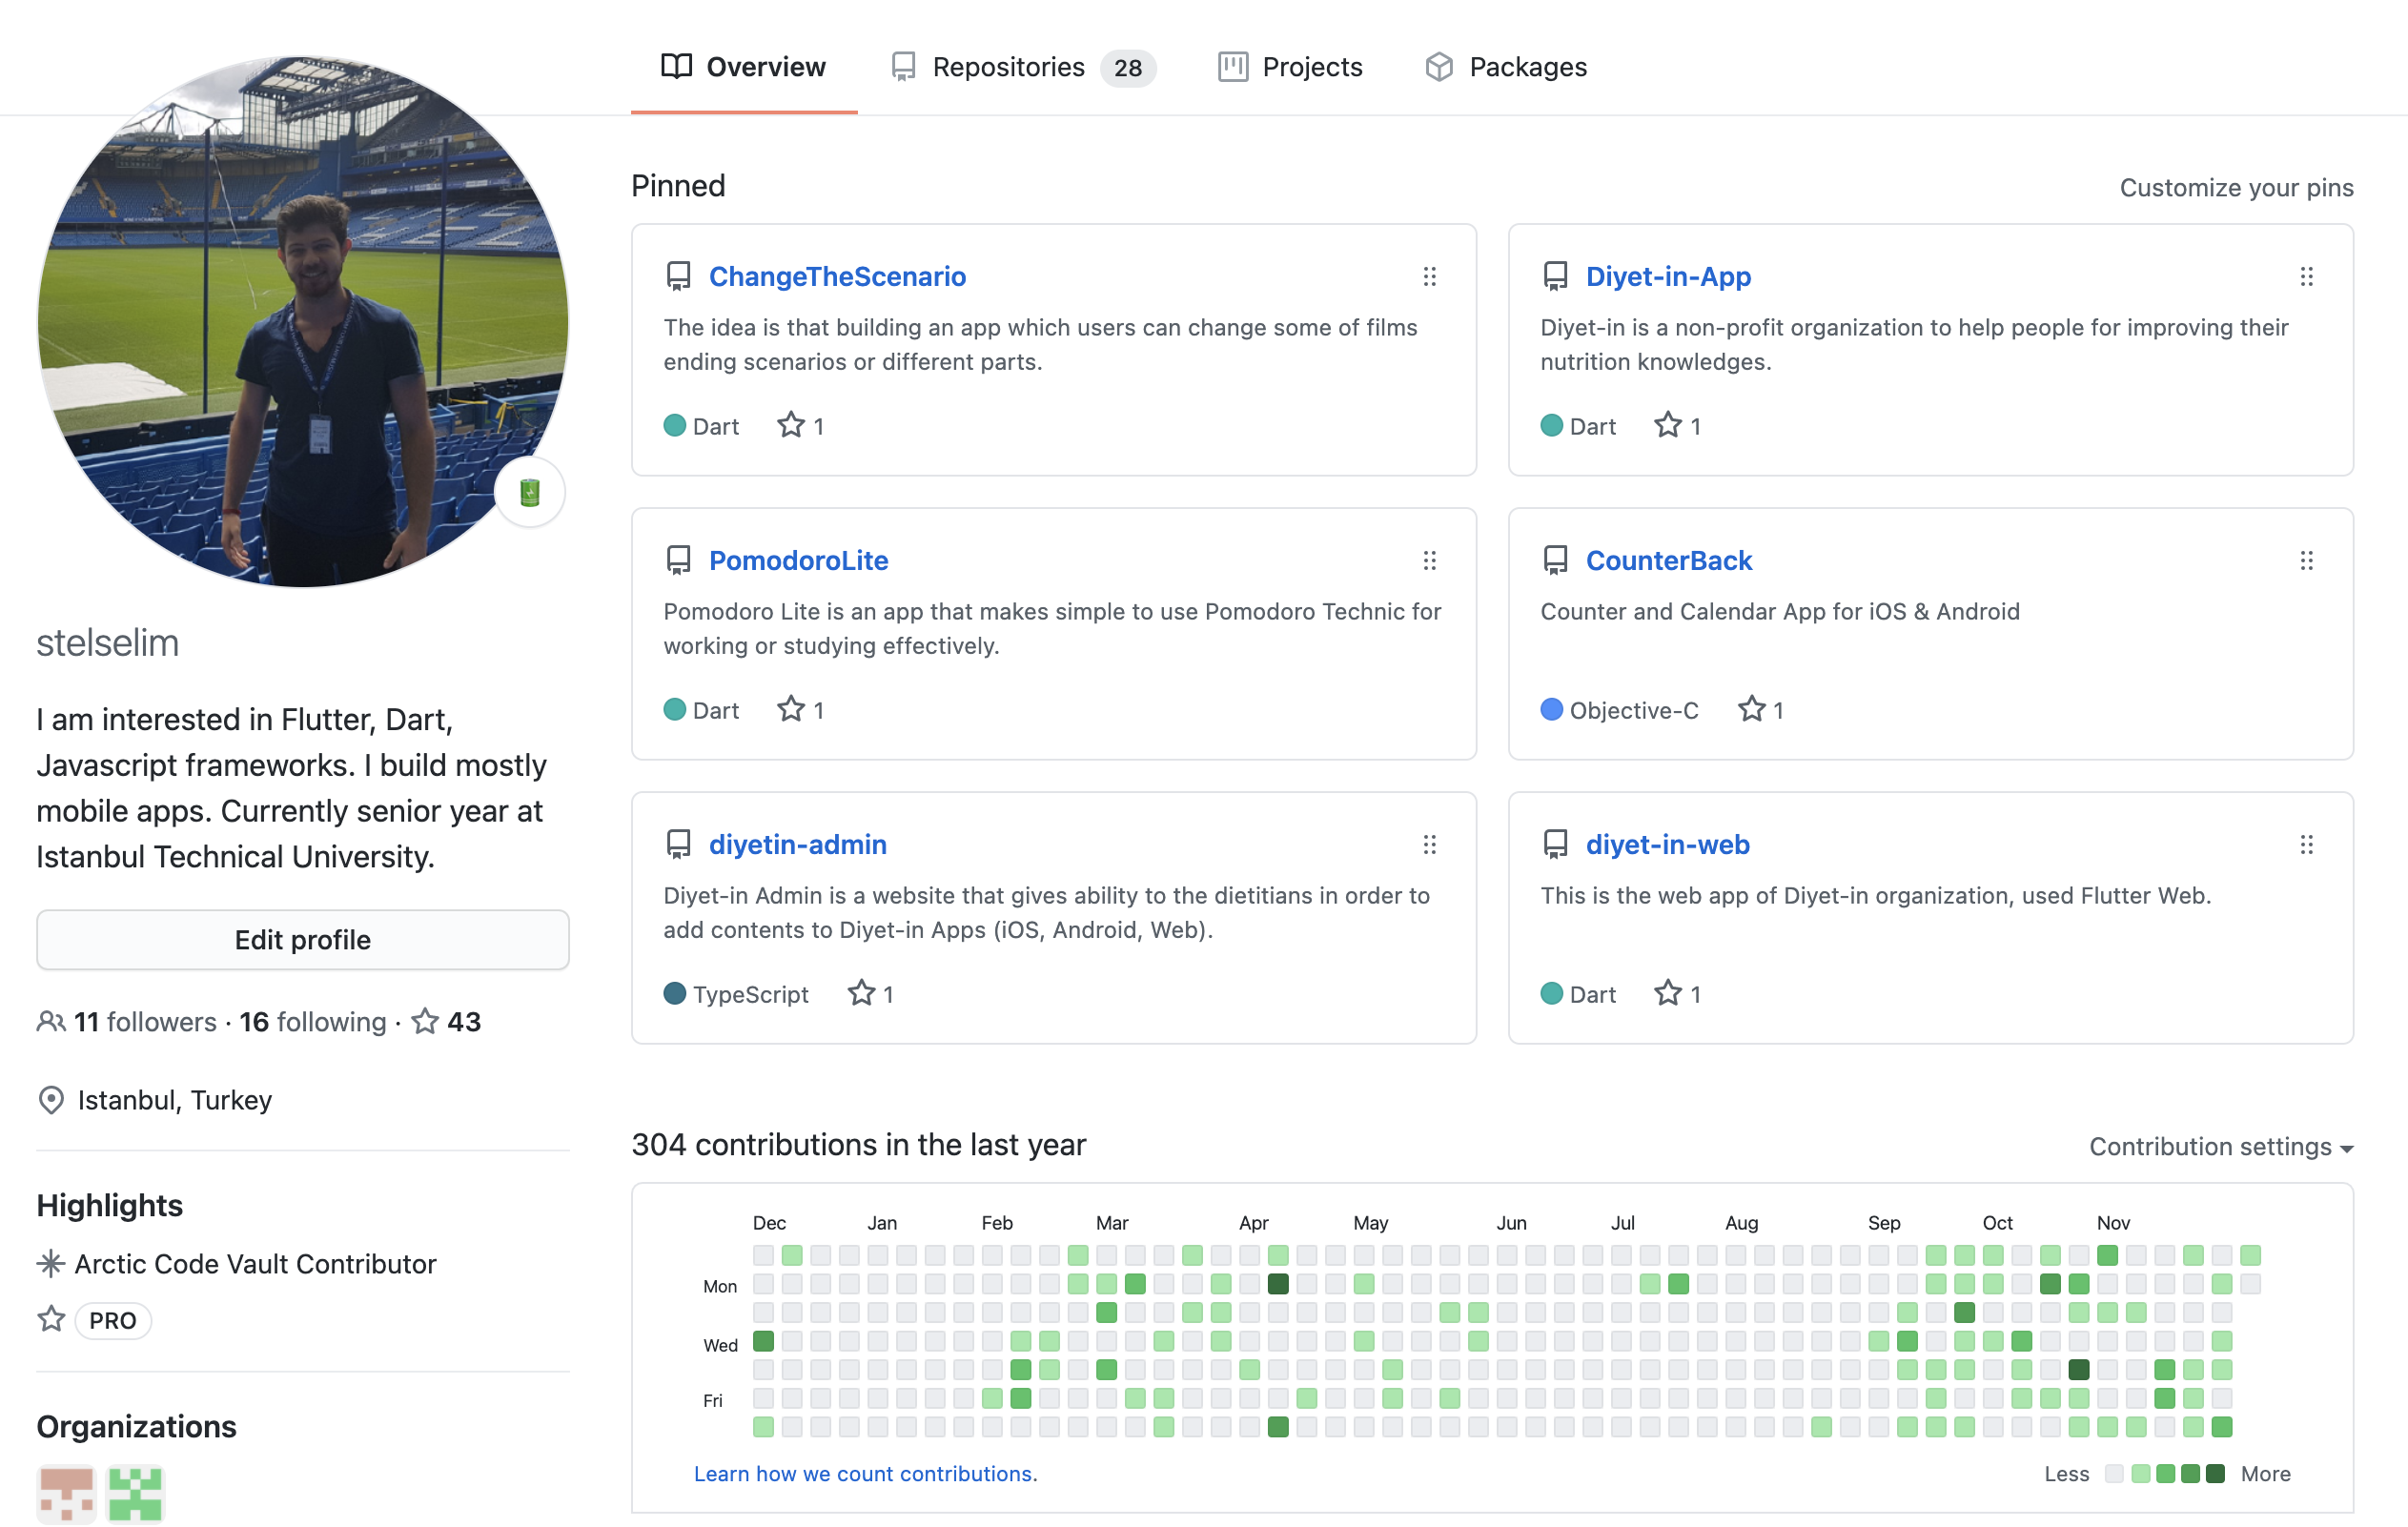 Overview
Repositories 28
Projects
Packages
stelselim
I am interested in Flutter, Dart,
Javascript frameworks. I build mostly
mobile apps. Currently senior year at
Istanbul Technical University.
Edit profile
11 followers · 16 following · 43
Istanbul, Turkey
Highlights
Arctic Code Vault Contributor
PRO
Organizations
Pinned
Customize your pins
ChangeTheScenario
The idea is that building an app which users can change some of films
ending scenarios or different parts.
Dart 1
Diyet-in-App
Diyet-in is a non-profit organization to help people for improving their
nutrition knowledges.
Dart 1
PomodoroLite
Pomodoro Lite is an app that makes simple to use Pomodoro Technic for
working or studying effectively.
Dart 1
CounterBack
Counter and Calendar App for iOS & Android
Objective-C 1
diyetin-admin
Diyet-in Admin is a website that gives ability to the dietitians in order to
add contents to Diyet-in Apps (iOS, Android, Web).
TypeScript 1
diyet-in-web
This is the web app of Diyet-in organization, used Flutter Web.
Dart 1
304 contributions in the last year
Contribution settings
Dec Jan Feb Mar Apr May Jun Jul Aug Sep Oct Nov
Mon
Wed
Fri
Learn how we count contributions.
Less More